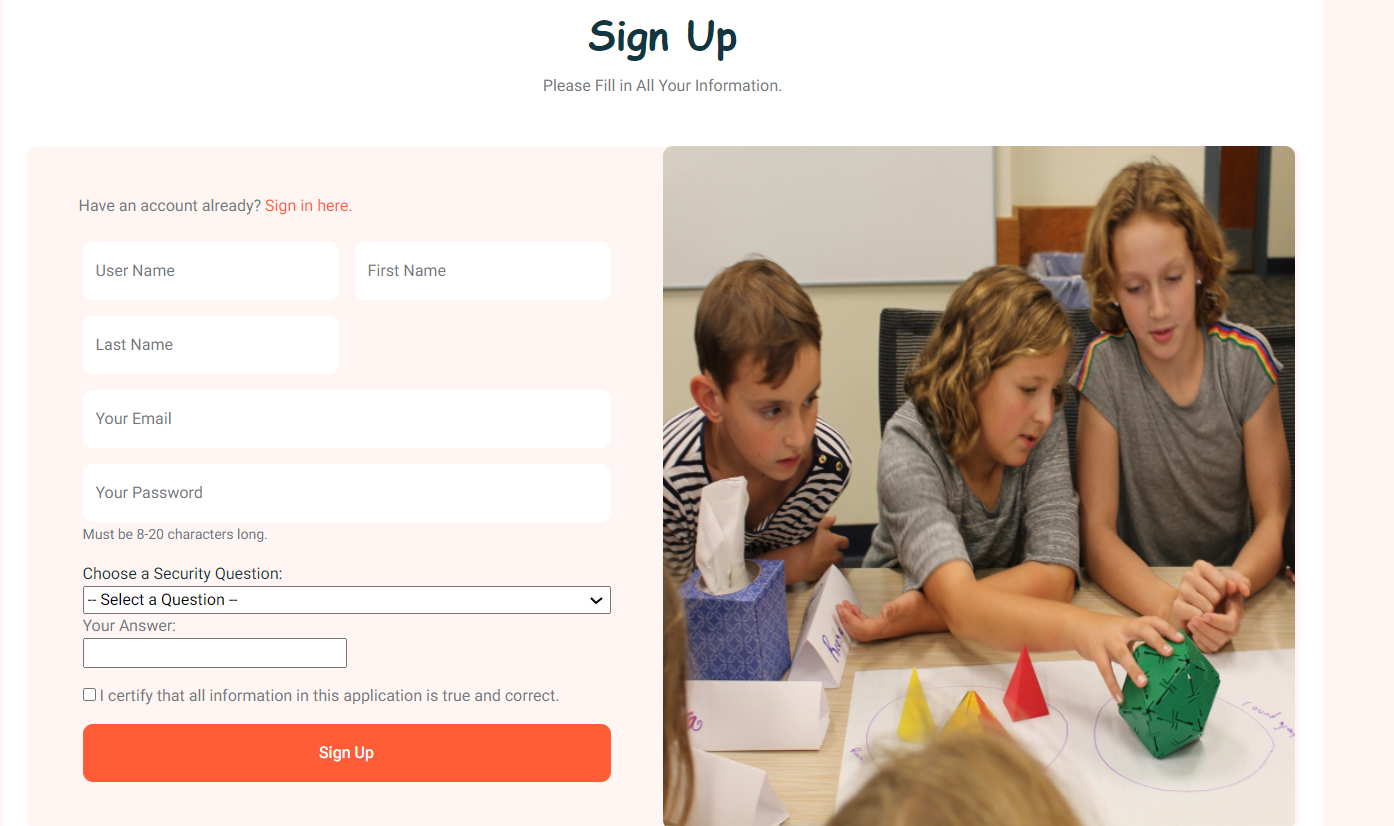 Sign Up
Please Fill in All Your Information.
Have an account already? Sign in here.
User Name
First Name
Last Name
Your Email
Your Password
Must be 8-20 characters long.
Choose a Security Question:
-- Select a Question --
Your Answer:
I certify that all information in this application is true and correct.
Sign Up
round